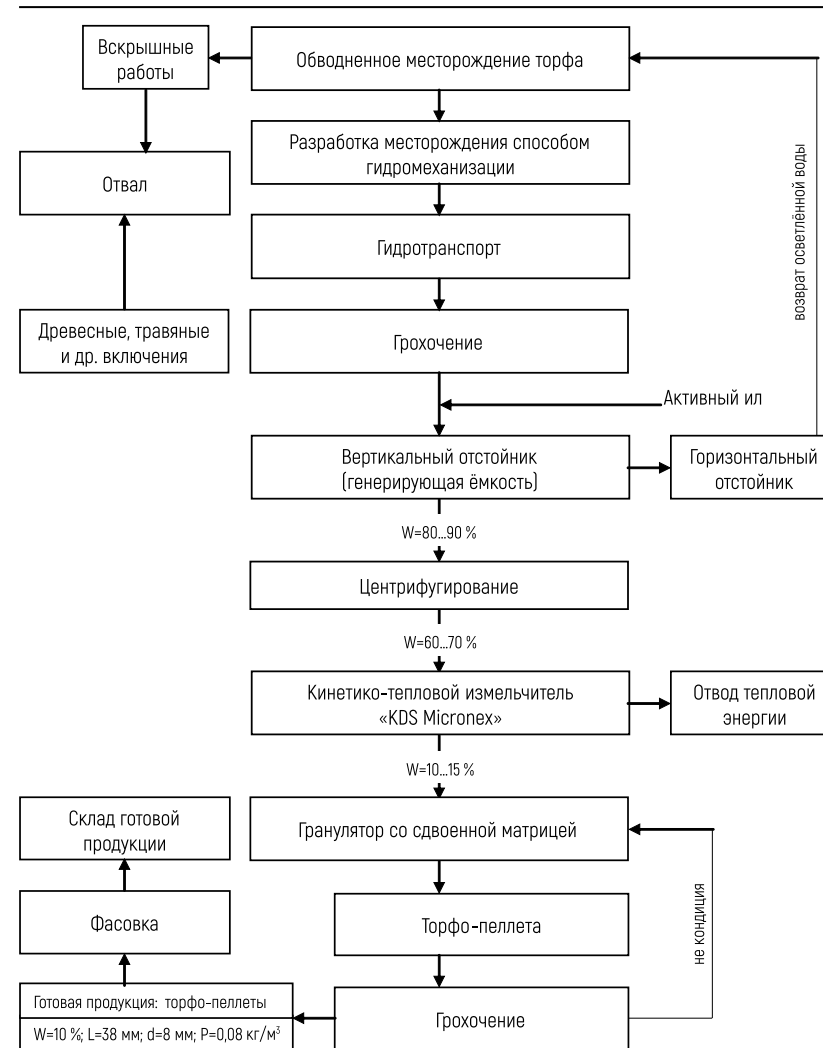 Вскрышные
работы
Обводненное месторождение торфа
Разработка месторождения способом
гидромеханизации
Отвал
возврат осветлённой воды
Гидротранспорт
Древесные, травяные
и др. включения
Грохочение
Активный ил
Вертикальный отстойник
(генерирующая ёмкость)
Горизонтальный
отстойник
W=80...90 %
Центрифугирование
W=60...70 %
Кинетико-тепловой измельчитель
«KDS Micronex»
Отвод тепловой
энергии
W=10...15 %
Склад готовой
продукции
Гранулятор со сдвоенной матрицей
не кондиция
Фасовка
Торфо-пеллета
Готовая продукция: торфо-пеллеты
W=10 %; L=38 мм; d=8 мм; P=0,08 кг/м³
Грохочение